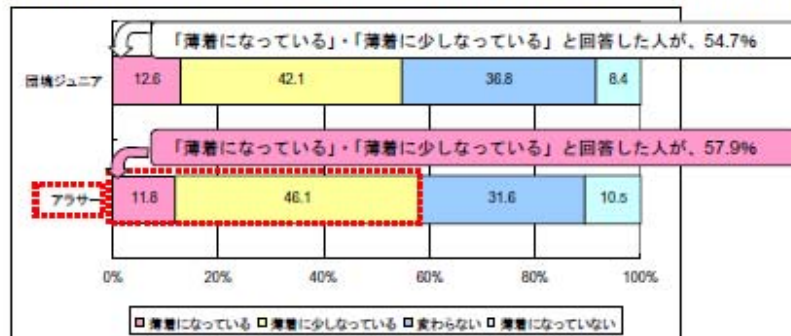 「薄着になっている」・「薄着に少しなっている」と回答した人が、54.7%
団塊ジュニア 12.6 42.1 36.8 8.4
「薄着になっている」・「薄着に少しなっている」と回答した人が、57.9%
アラサー 11.8 46.1 31.6 10.5
0% 20% 40% 60% 80% 100%
薄着になっている 薄着に少しなっている 変わらない 薄着になっていない